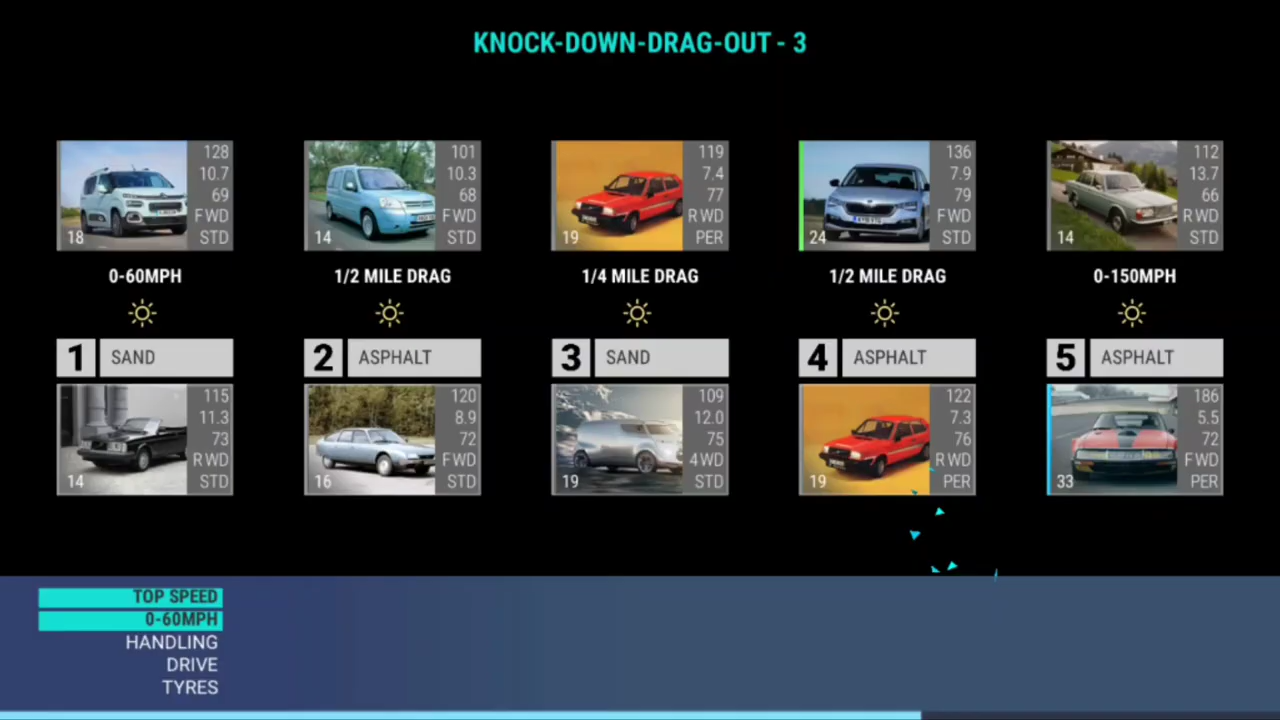 KNOCK-DOWN-DRAG-OUT - 3
128
10.7
69
FWD
STD
18
101
10.3
68
FWD
STD
14
119
7.4
77
RWD
PER
19
136
7.9
79
FWD
STD
24
112
13.7
66
RWD
STD
14
0-60MPH
1/2 MILE DRAG
1/4 MILE DRAG
1/2 MILE DRAG
0-150MPH
1 SAND
2 ASPHALT
3 SAND
4 ASPHALT
5 ASPHALT
115
11.3
73
RWD
STD
14
120
8.9
72
FWD
STD
16
109
12.0
75
4WD
STD
19
122
7.3
76
RWD
PER
19
186
5.5
72
FWD
PER
33
TOP SPEED
0-60MPH
HANDLING
DRIVE
TYRES